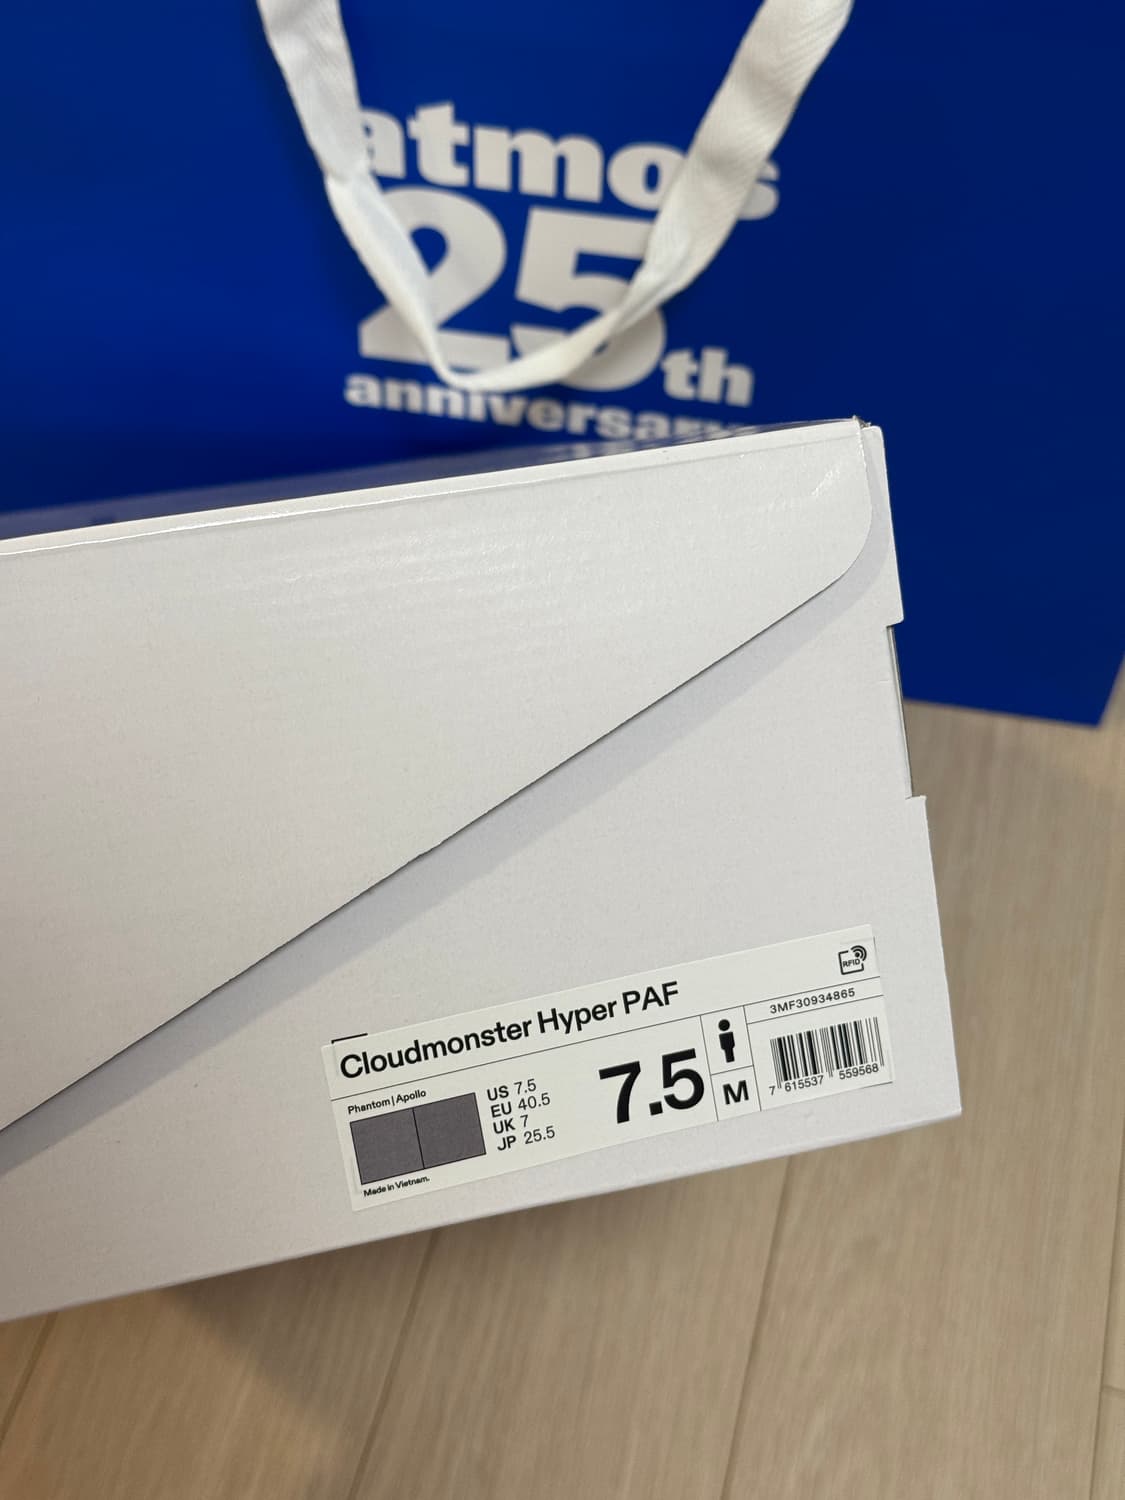 atmos
25th
anniversary
Cloudmonster Hyper PAF
RFID
Phantom | Apollo
US 7.5
EU 40.5
UK 7
JP 25.5
7.5
M
3MF30934865
7 615537 559568
Made in Vietnam.